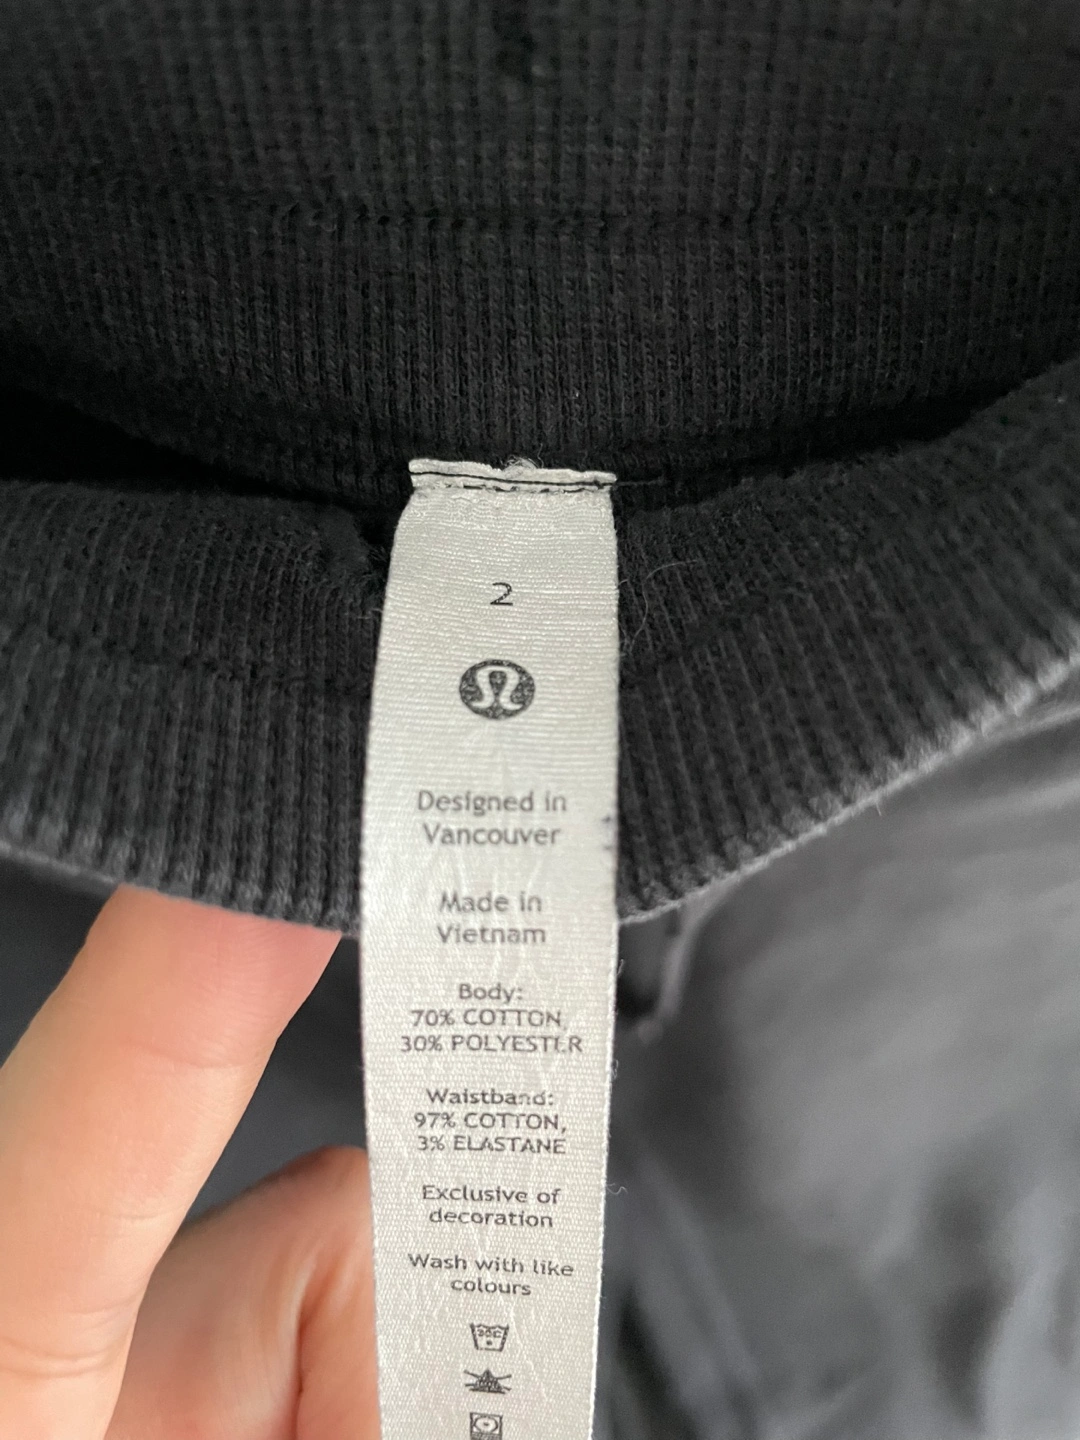 2
Designed in
Vancouver
Made in
Vietnam
Body:
70% COTTON,
30% POLYESTER
Waistband:
97% COTTON,
3% ELASTANE
Exclusive of
decoration
Wash with like
colours
30C